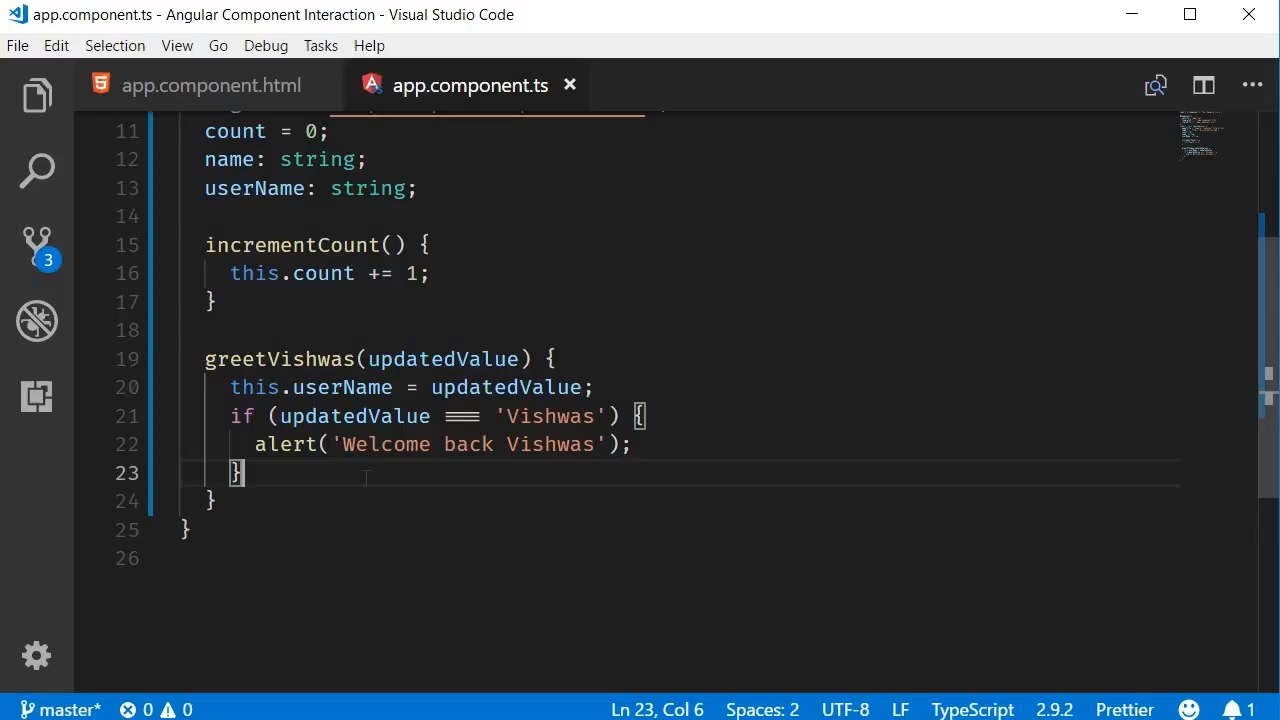 app.component.ts - Angular Component Interaction - Visual Studio Code
File Edit Selection View Go Debug Tasks Help
app.component.html app.component.ts
11 count = 0;
12 name: string;
13 userName: string;
14
15 incrementCount() {
16 this.count += 1;
17 }
18
19 greetVishwas(updatedValue) {
20 this.userName = updatedValue;
21 if (updatedValue === 'Vishwas') {
22 alert('Welcome back Vishwas');
23 }
24 }
25 }
26
3
master* 0 0 Ln 23, Col 6 Spaces: 2 UTF-8 LF TypeScript 2.9.2 Prettier 1